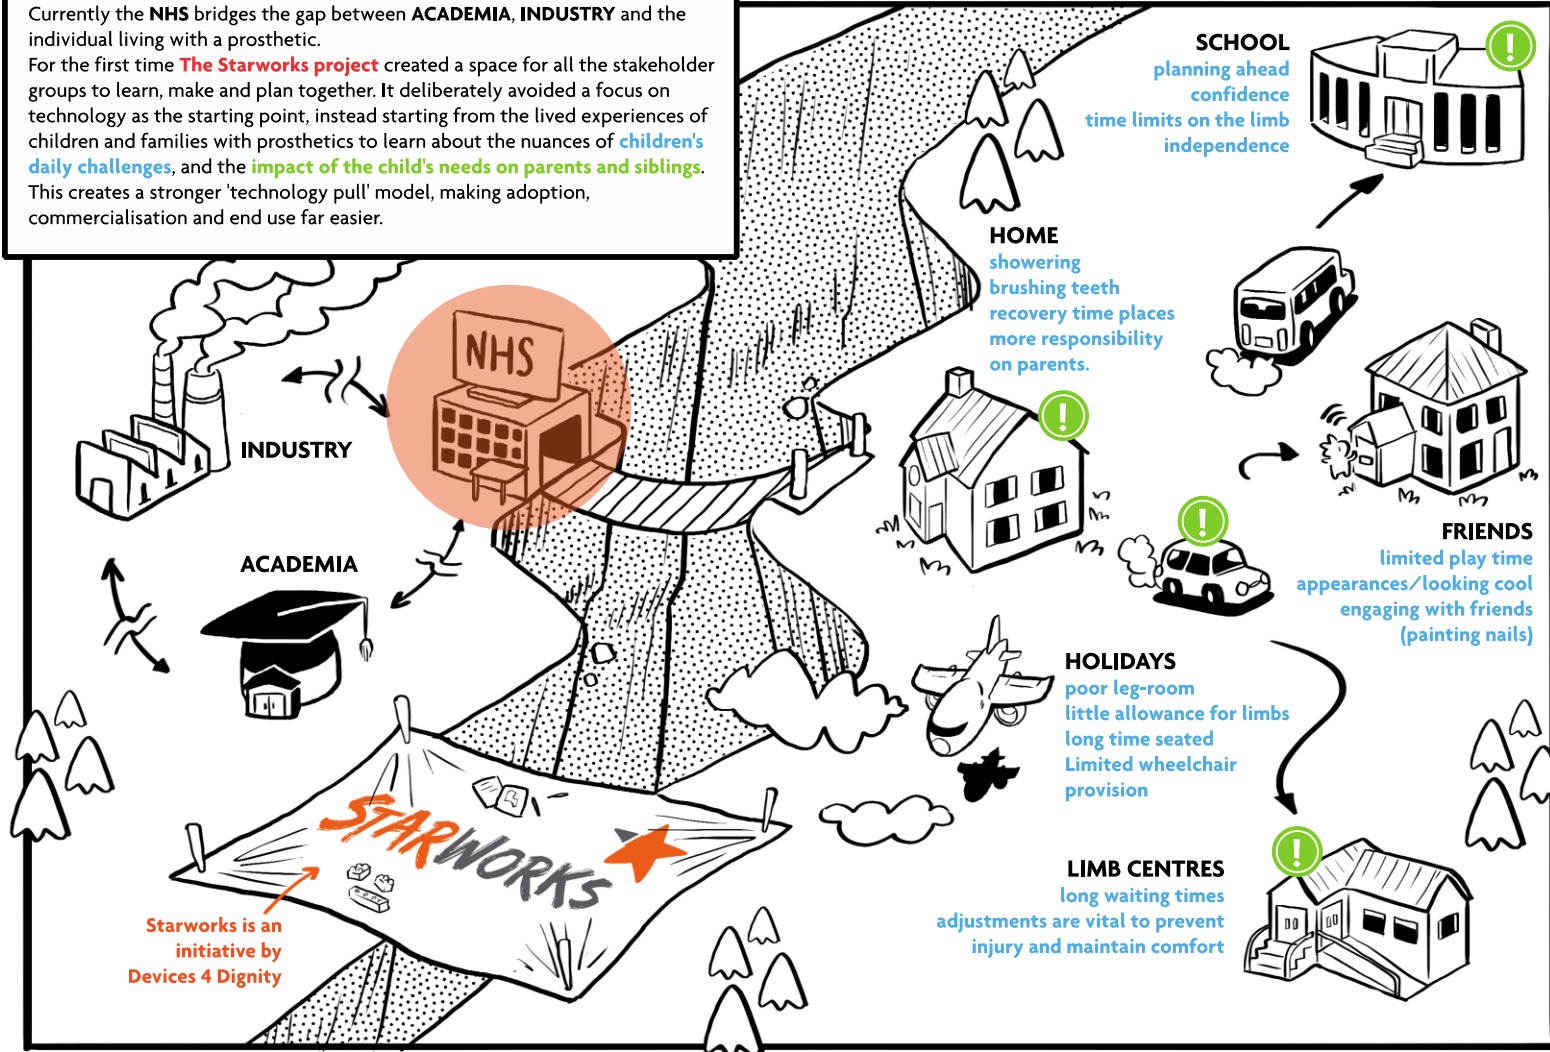 Currently the NHS bridges the gap between ACADEMIA, INDUSTRY and the
individual living with a prosthetic.
For the first time The Starworks project created a space for all the stakeholder
groups to learn, make and plan together. It deliberately avoided a focus on
technology as the starting point, instead starting from the lived experiences of
children and families with prosthetics to learn about the nuances of children's
daily challenges, and the impact of the child's needs on parents and siblings.
This creates a stronger 'technology pull' model, making adoption,
commercialisation and end use far easier.
SCHOOL
planning ahead
confidence
time limits on the limb
independence
!
HOME
showering
brushing teeth
recovery time places
more responsibility
on parents.
!
NHS
INDUSTRY
ACADEMIA
!
FRIENDS
limited play time
appearances/looking cool
engaging with friends
(painting nails)
HOLIDAYS
poor leg-room
little allowance for limbs
long time seated
Limited wheelchair
provision
STARWORKS
Starworks is an
initiative by
Devices 4 Dignity
!
LIMB CENTRES
long waiting times
adjustments are vital to prevent
injury and maintain comfort